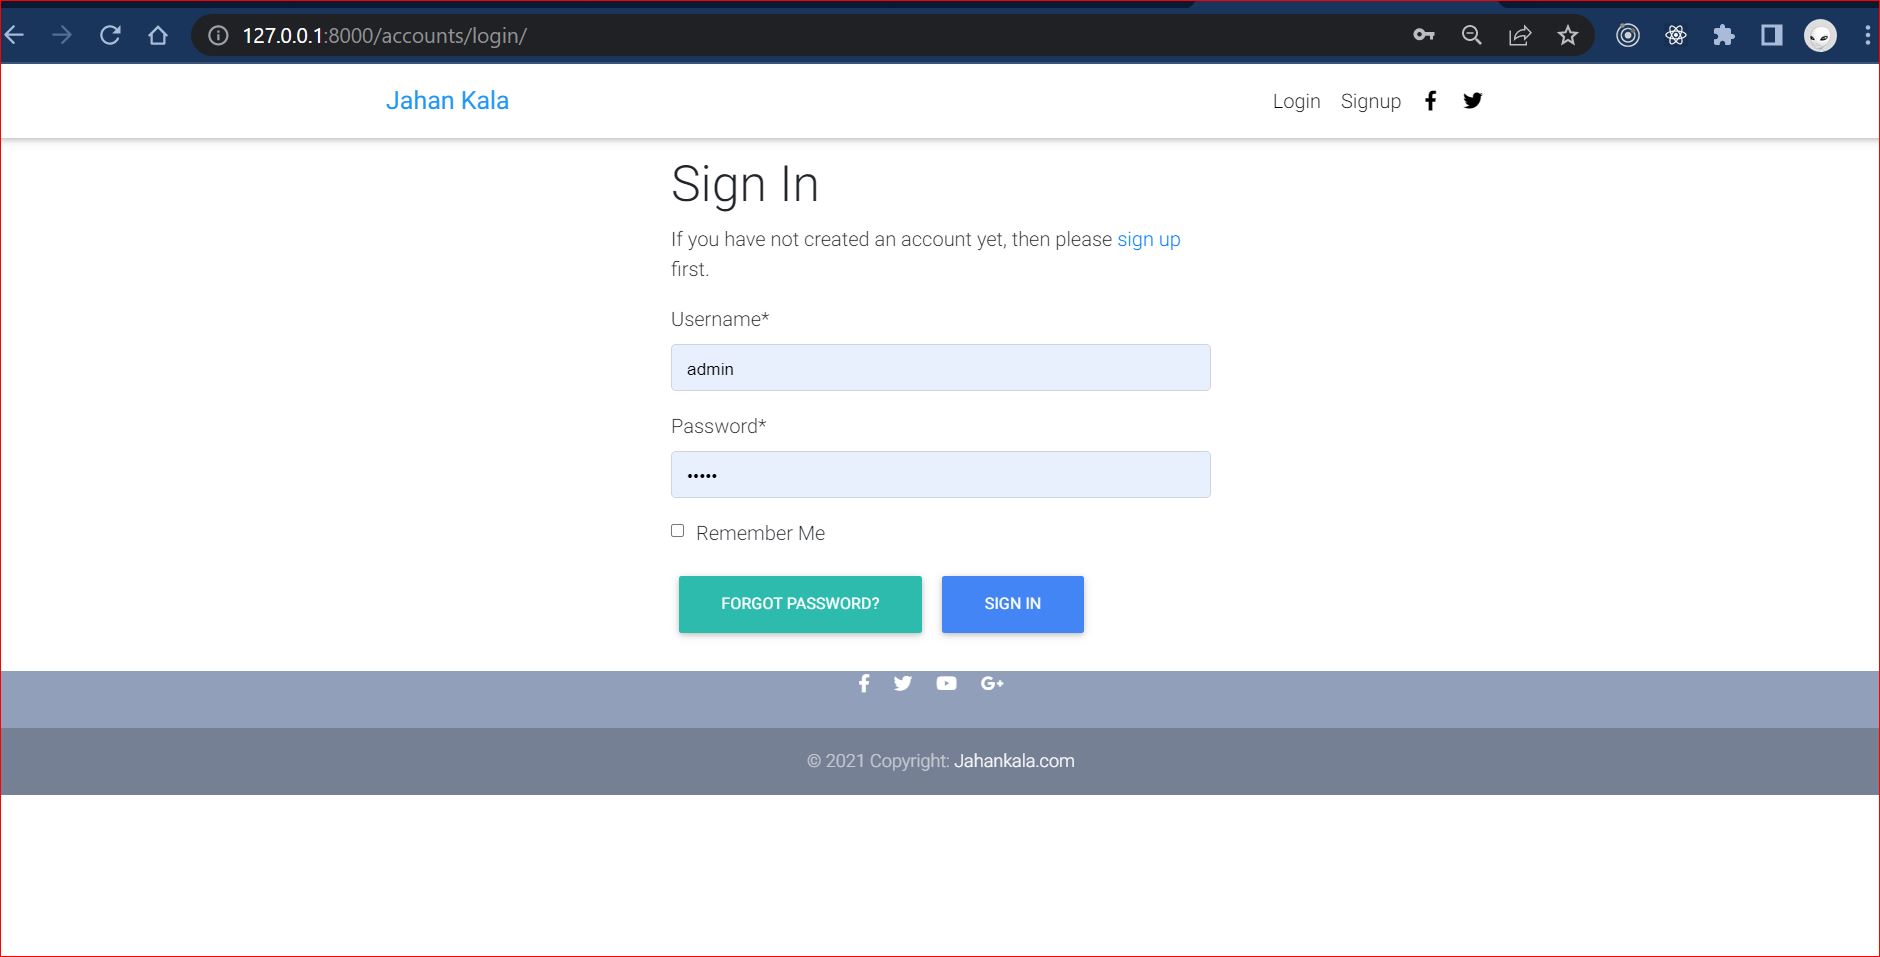 127.0.0.1:8000/accounts/login/
Jahan Kala
Login Signup
Sign In
If you have not created an account yet, then please sign up
first.
Username*
admin
Password*
•••••
Remember Me
FORGOT PASSWORD? SIGN IN
G+
© 2021 Copyright: Jahankala.com